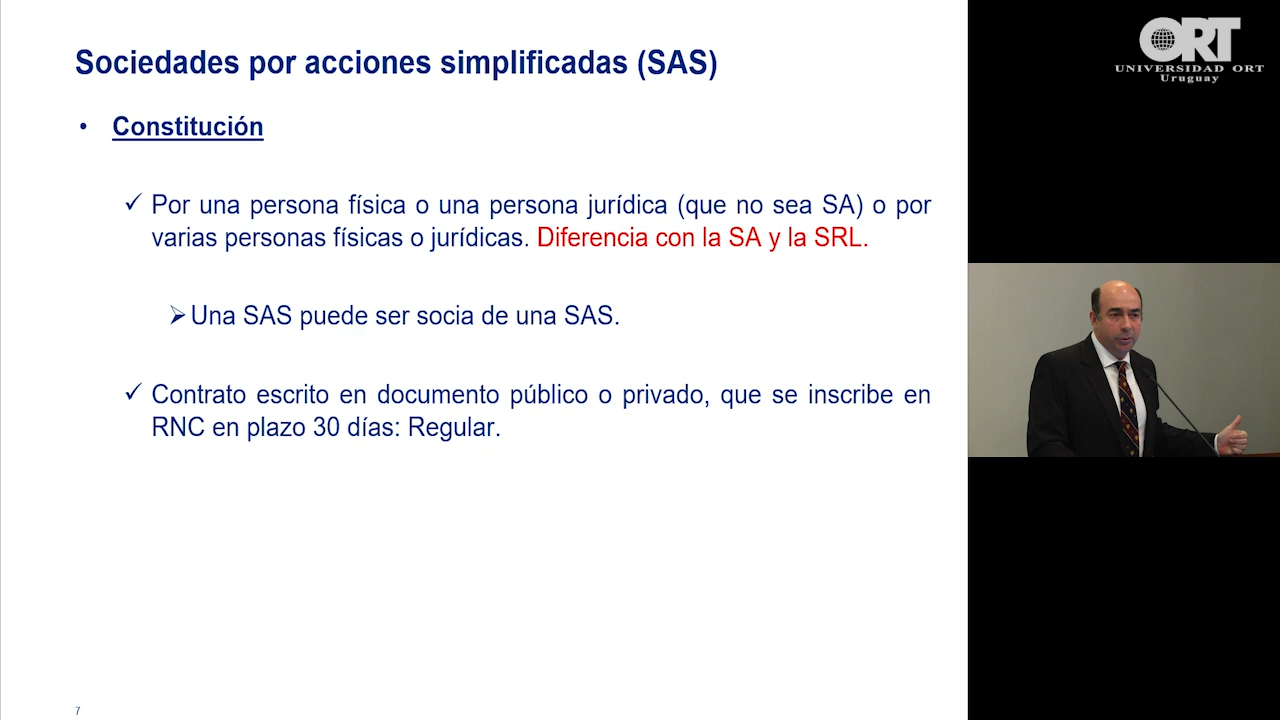 Sociedades por acciones simplificadas (SAS)
• Constitución
✓ Por una persona física o una persona jurídica (que no sea SA) o por
varias personas físicas o jurídicas. Diferencia con la SA y la SRL.
➢ Una SAS puede ser socia de una SAS.
✓ Contrato escrito en documento público o privado, que se inscribe en
RNC en plazo 30 días: Regular.
7
ORT
UNIVERSIDAD ORT
Uruguay